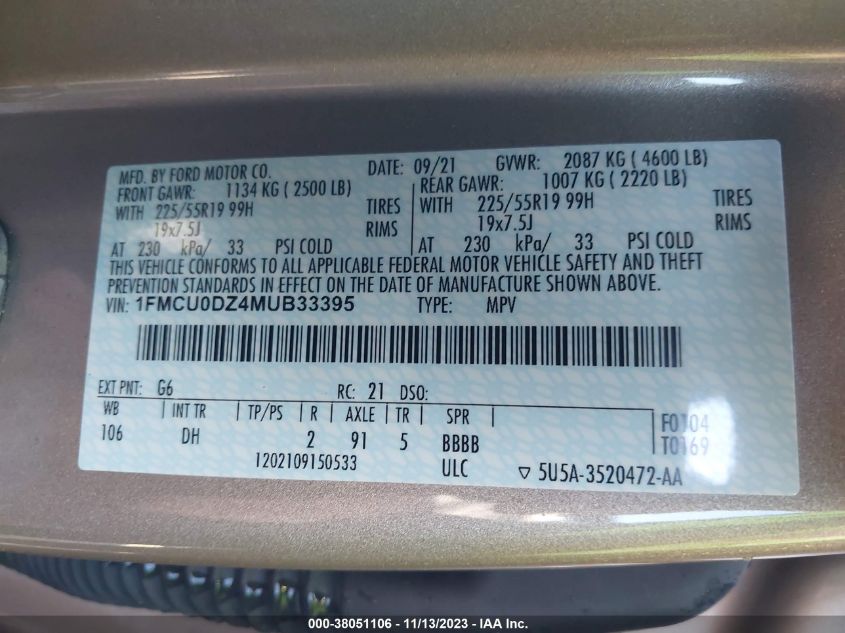 MFD. BY FORD MOTOR CO. DATE: 09/21 GVWR: 2087 KG ( 4600 LB)
FRONT GAWR: 1134 KG ( 2500 LB) REAR GAWR: 1007 KG ( 2220 LB)
WITH 225/55R19 99H TIRES WITH 225/55R19 99H TIRES
19x7.5J RIMS 19x7.5J RIMS
AT 230 kPa/ 33 PSI COLD AT 230 kPa/ 33 PSI COLD
THIS VEHICLE CONFORMS TO ALL APPLICABLE FEDERAL MOTOR VEHICLE SAFETY AND THEFT
PREVENTION STANDARDS IN EFFECT ON THE DATE OF MANUFACTURE SHOWN ABOVE.
VIN: 1FMCU0DZ4MUB33395 TYPE: MPV
EXT PNT: G6 RC: 21 DSO:
WB INT TR TP/PS R AXLE TR SPR F0104
106 DH 2 91 5 BBBB T0169
1202109150533 ULC ▽ 5U5A-3520472-AA
000-38051106 - 11/13/2023 - IAA Inc.